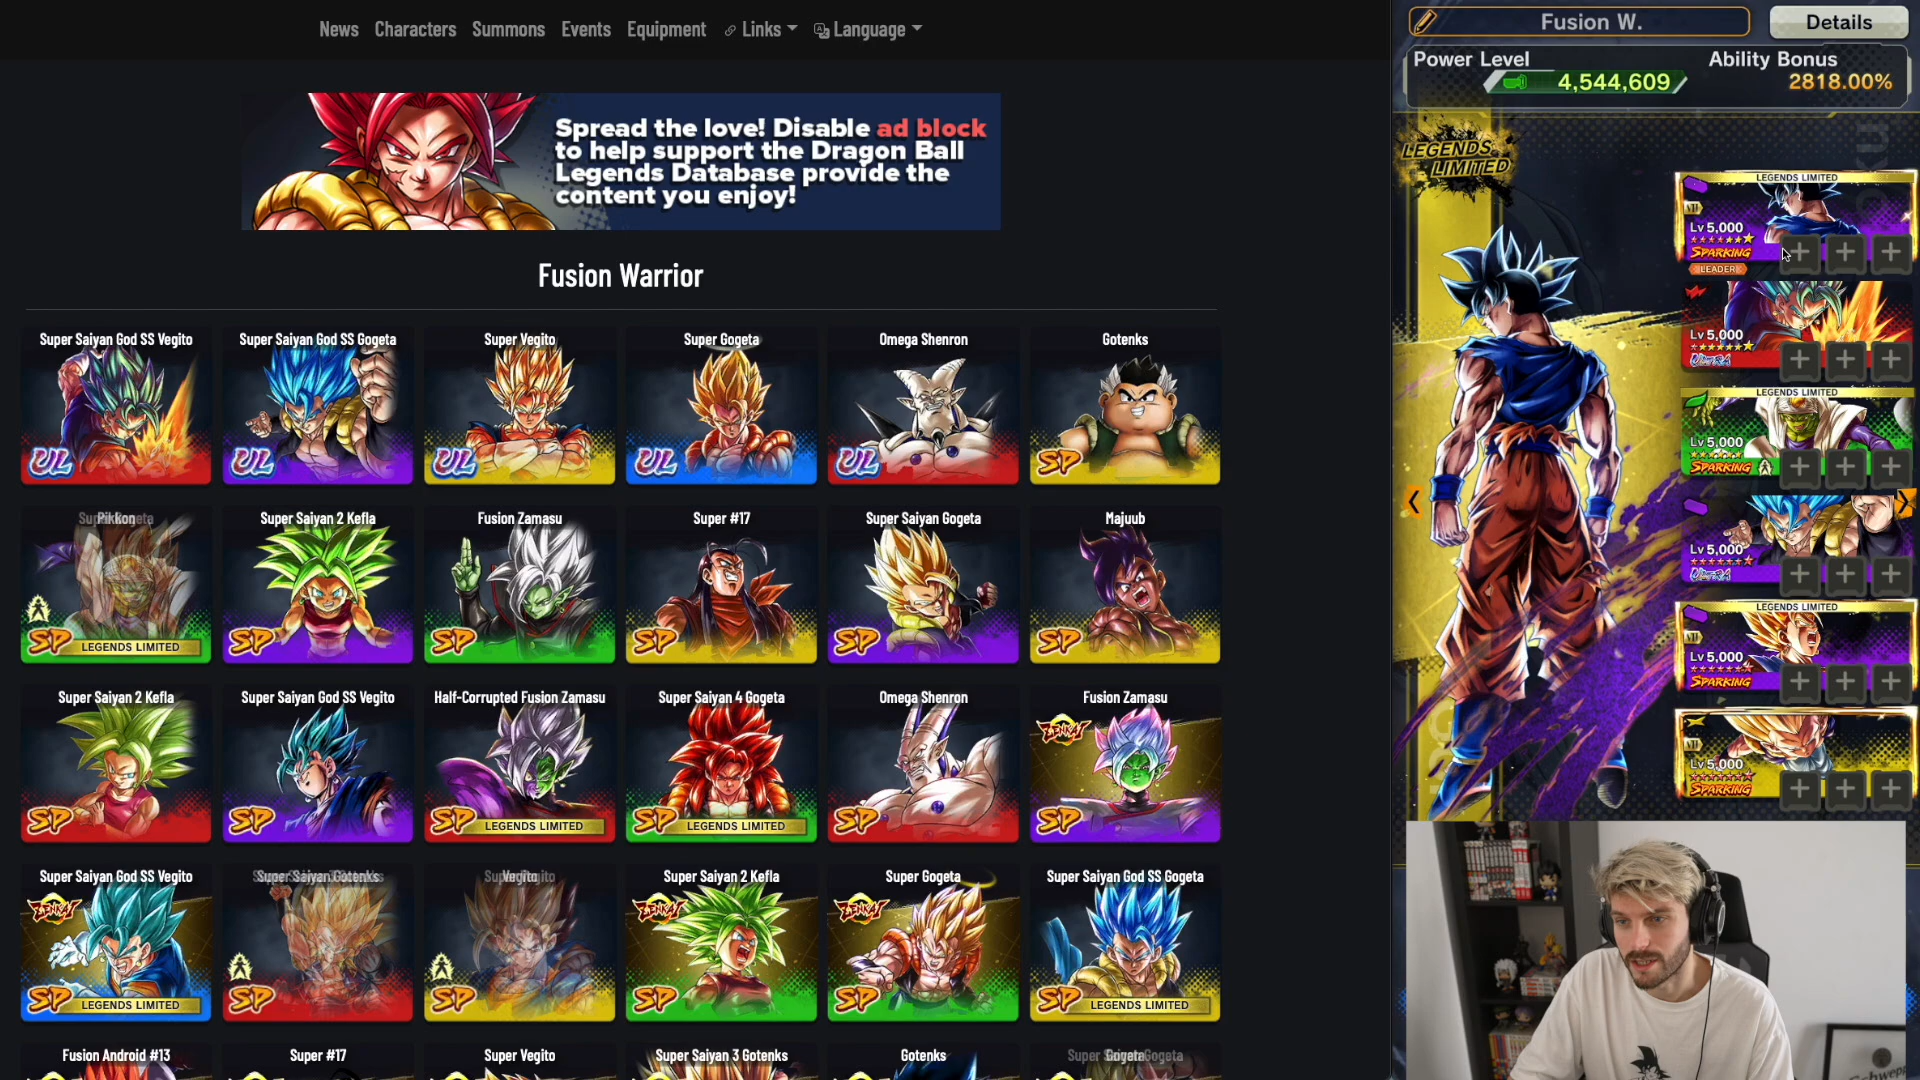 News Characters Summons Events Equipment Links Language
Spread the love! Disable ad block
to help support the Dragon Ball
Legends Database provide the
content you enjoy!
Fusion Warrior
Super Saiyan God SS Vegito
UL
Super Saiyan God SS Gogeta
UL
Super Vegito
UL
Super Gogeta
UL
Omega Shenron
UL
Gotenks
SP
Pikkon
SP
LEGENDS LIMITED
Super Saiyan 2 Kefla
SP
Fusion Zamasu
SP
Super #17
SP
Super Saiyan Gogeta
SP
Majuub
SP
Super Saiyan 2 Kefla
SP
Super Saiyan God SS Vegito
SP
Half-Corrupted Fusion Zamasu
SP
LEGENDS LIMITED
Super Saiyan 4 Gogeta
SP
LEGENDS LIMITED
Omega Shenron
SP
Fusion Zamasu
ZENKAI
SP
Super Saiyan God SS Vegito
ZENKAI
SP
LEGENDS LIMITED
SP
SP
Super Saiyan 2 Kefla
ZENKAI
SP
Super Gogeta
ZENKAI
SP
Super Saiyan God SS Gogeta
SP
LEGENDS LIMITED
Fusion Android #13
Super #17
Super Vegito
Super Saiyan 3 Gotenks
Gotenks
Fusion W.
Details
Power Level
4,544,609
Ability Bonus
2818.00%
LEGENDS
LIMITED
LEGENDS LIMITED
VII
Lv 5,000
SPARKING
LEADER
Lv 5,000
ULTRA
LEGENDS LIMITED
Lv 5,000
SPARKING
Lv 5,000
ULTRA
LEGENDS LIMITED
VII
Lv 5,000
SPARKING
VII
Lv 5,000
SPARKING